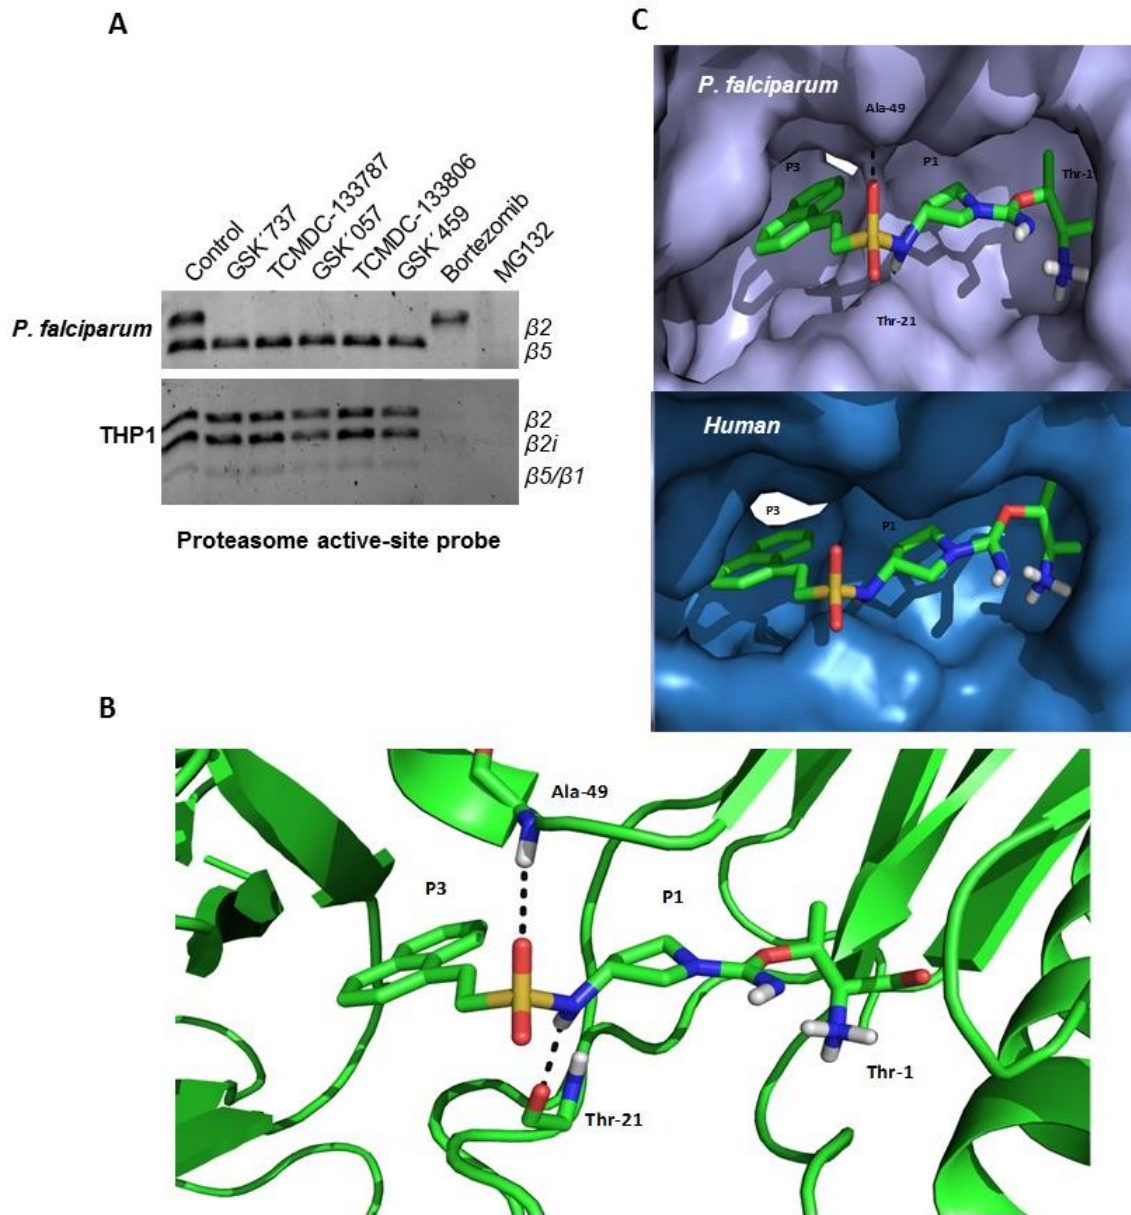 A
Control
GSK´737
TCMDC-133787
GSK´057
TCMDC-133806
GSK´459
Bortezomib
MG132
P. falciparum
β2
β5
THP1
β2
β2i
β5/β1
Proteasome active-site probe
C
P. falciparum
Ala-49
P3
P1
Thr-1
Thr-21
Human
P3
P1
B
Ala-49
P3
P1
Thr-1
Thr-21